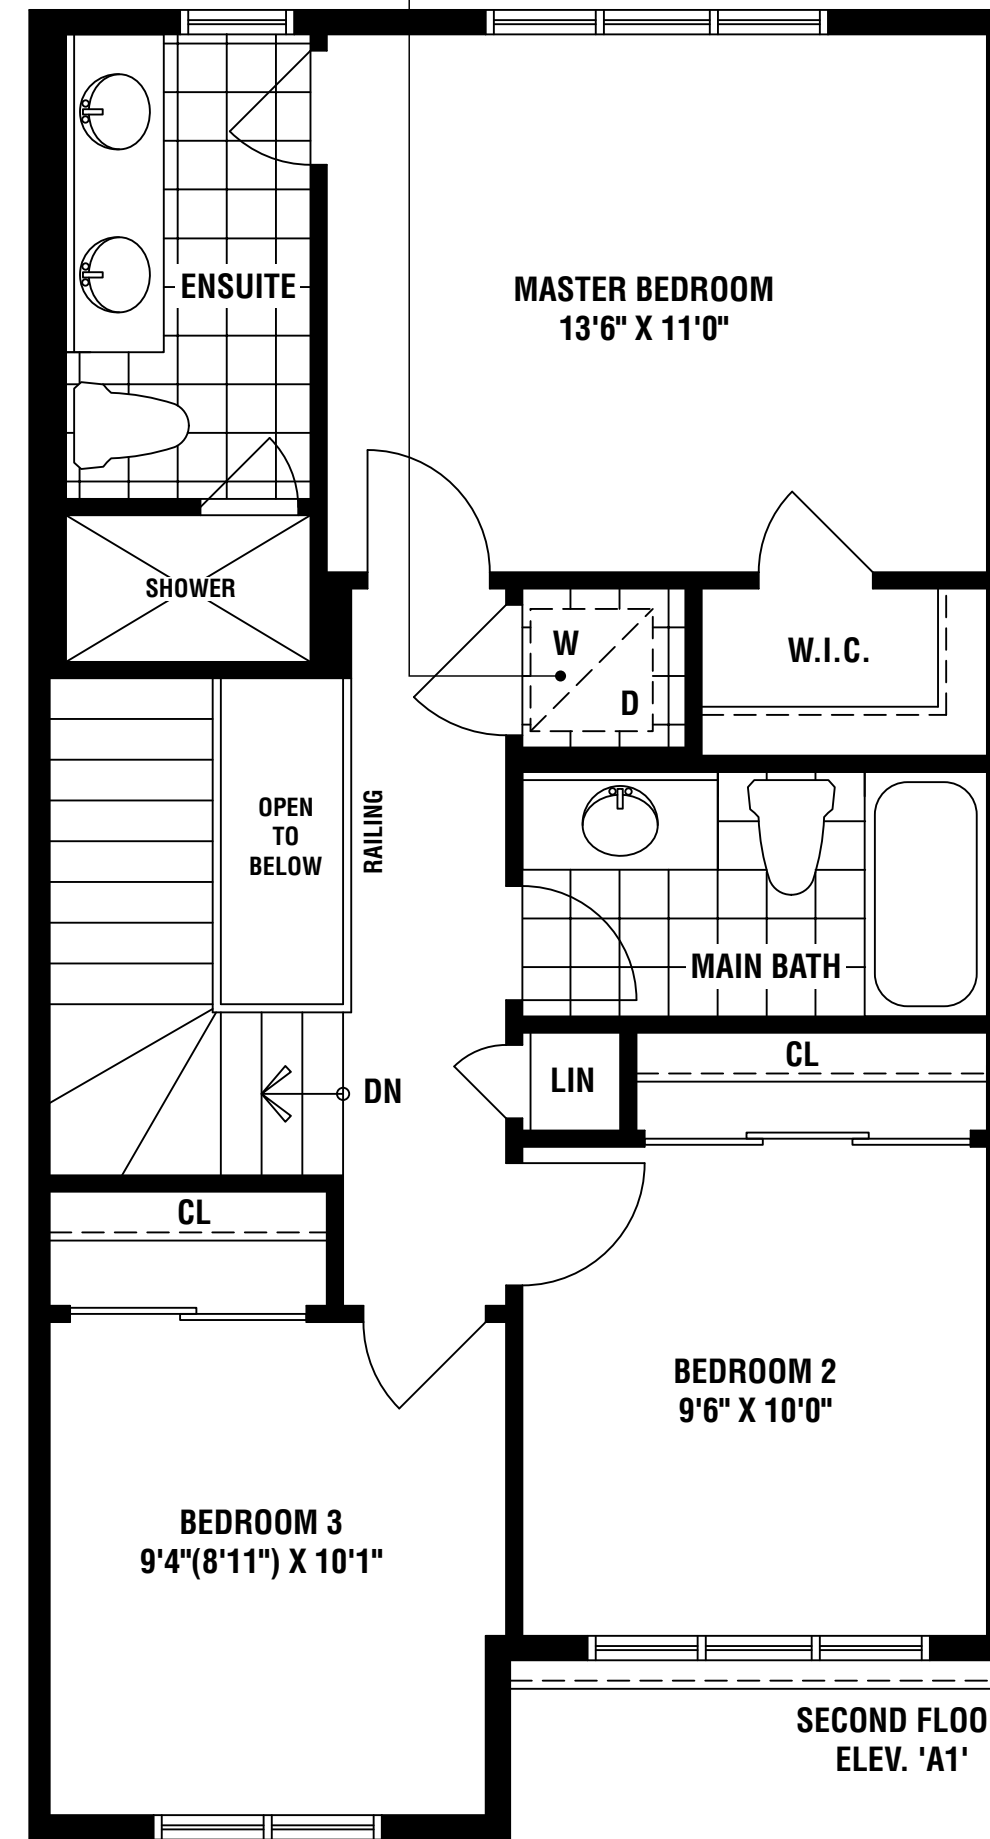 ENSUITE
MASTER BEDROOM
13'6" X 11'0"
SHOWER
W
D
W.I.C.
OPEN
TO
BELOW
RAILING
MAIN BATH
DN
LIN
CL
CL
BEDROOM 2
9'6" X 10'0"
BEDROOM 3
9'4"(8'11") X 10'1"
SECOND FLOO
ELEV. 'A1'